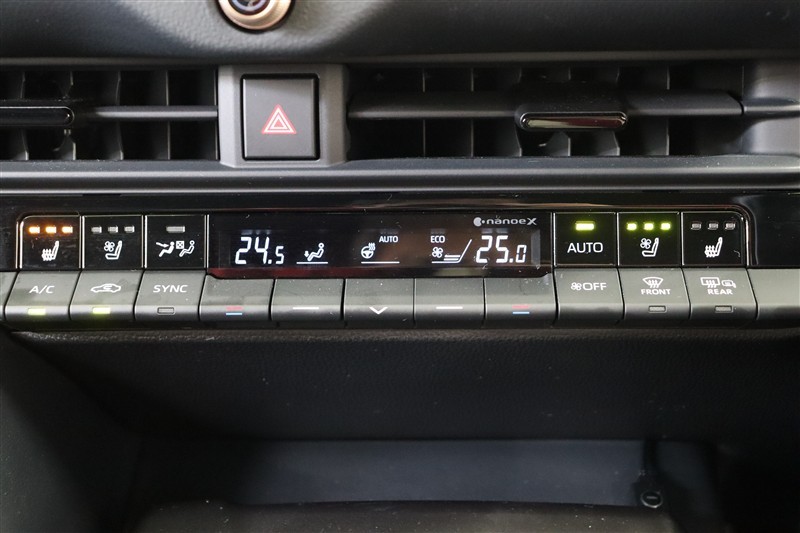 nanoeX
24.5 AUTO ECO 25.0 AUTO
A/C SYNC OFF FRONT REAR